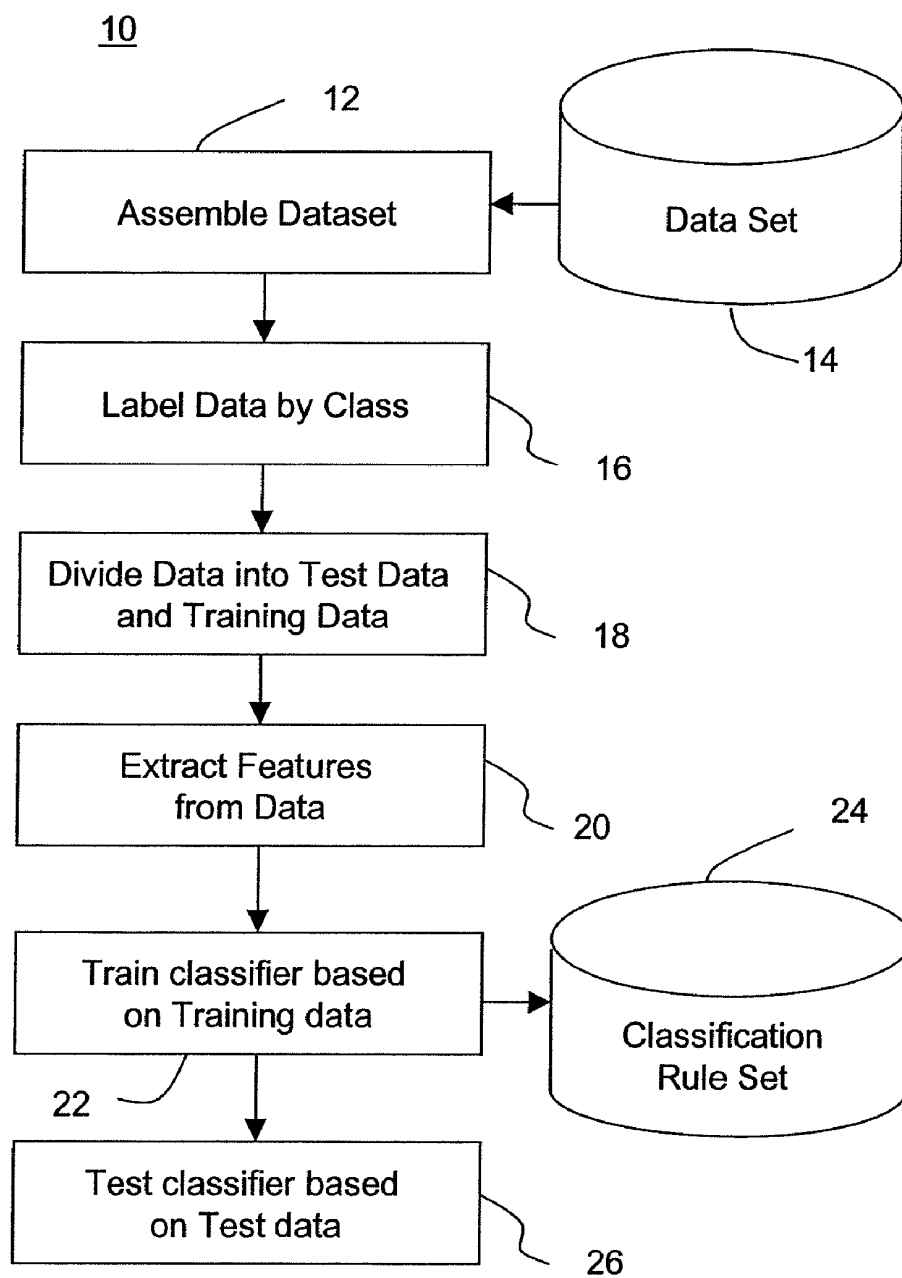 10
12
Assemble Dataset
Data Set
14
Label Data by Class
16
Divide Data into Test Data
and Training Data
18
Extract Features
from Data
20
24
Train classifier based
on Training data
22
Classification
Rule Set
Test classifier based
on Test data
26